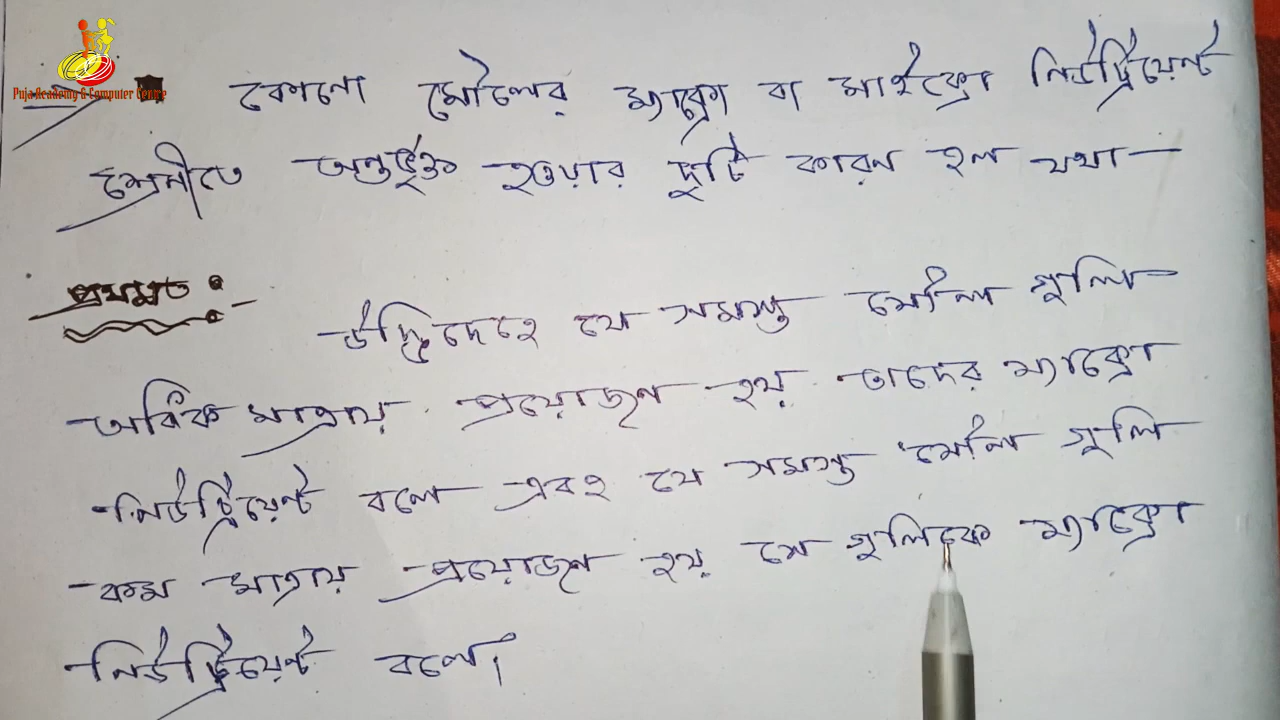 Puja Academy & Computer Centre
কোনো মৌলের ম্যাক্রো বা মাইক্রো নিউট্রিয়েন্ট
শ্রেনীতে অন্তর্ভূক্ত হওয়ার দুটি কারন হল যথা—
প্রথমত :—
উদ্ভিদদেহে যে সমস্ত মৌল গুলি
অধিক মাত্রায় প্রয়োজন হয় তাদের ম্যাক্রো
নিউট্রিয়েন্ট বলে এবং যে সমস্ত মৌল গুলি
কম মাত্রায় প্রয়োজন হয় সে গুলিকে ম্যাক্রো
নিউট্রিয়েন্ট বলে।